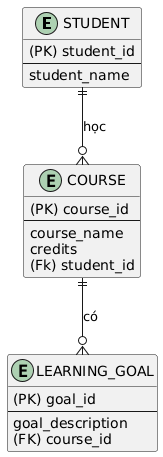 E STUDENT
(PK) student_id
student_name
học
E COURSE
(PK) course_id
course_name
credits
(Fk) student_id
có
E LEARNING_GOAL
(PK) goal_id
goal_description
(FK) course_id